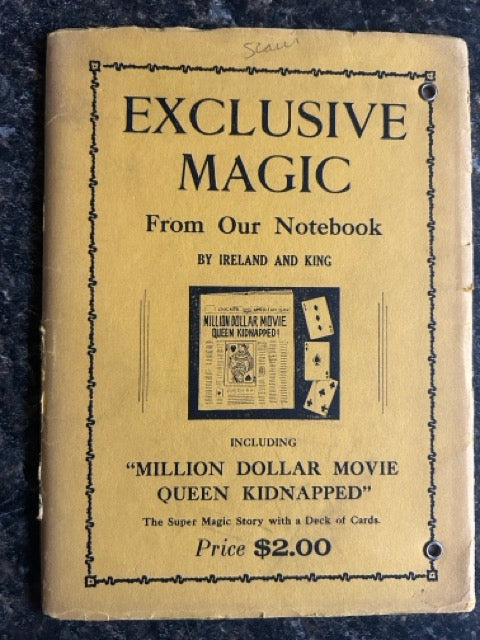 EXCLUSIVE
MAGIC
From Our Notebook
BY IRELAND AND KING
MILLION DOLLAR MOVIE
QUEEN KIDNAPPED!
INCLUDING
"MILLION DOLLAR MOVIE
QUEEN KIDNAPPED"
The Super Magic Story with a Deck of Cards.
Price $2.00